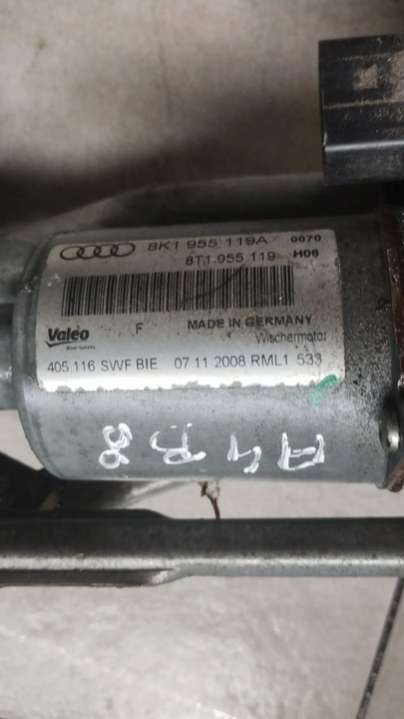 8K1 955 119A 0070
8T1 955 119 H06
Valeo F MADE IN GERMANY
Wischermotor
405.116 SWF BIE 07 11 2008 RML1 533
A4 B8